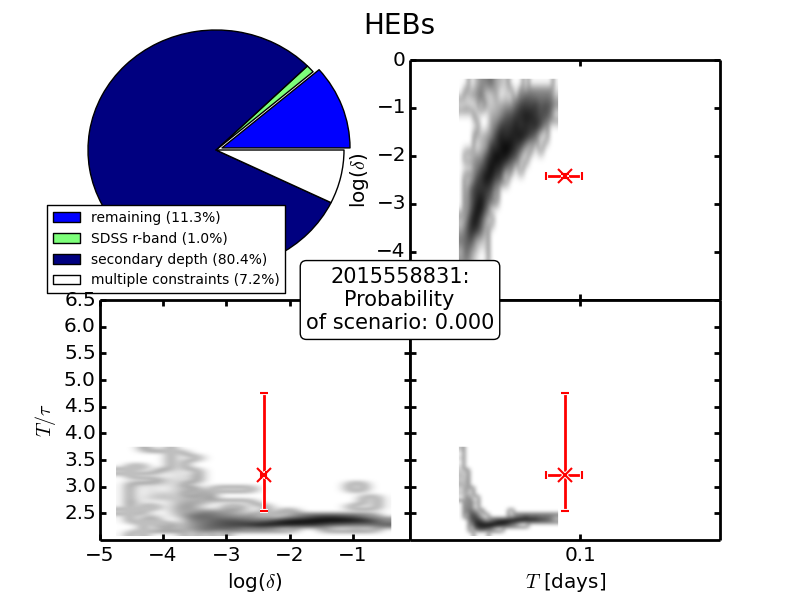 HEBs
remaining (11.3%)
SDSS r-band (1.0%)
secondary depth (80.4%)
multiple constraints (7.2%)
0
−1
−2
−3
−4
log(δ)
2015558831:
Probability
of scenario: 0.000
6.5
6.0
5.5
5.0
4.5
4.0
3.5
3.0
2.5
T/τ
−5 −4 −3 −2 −1
log(δ)
0.1
T [days]